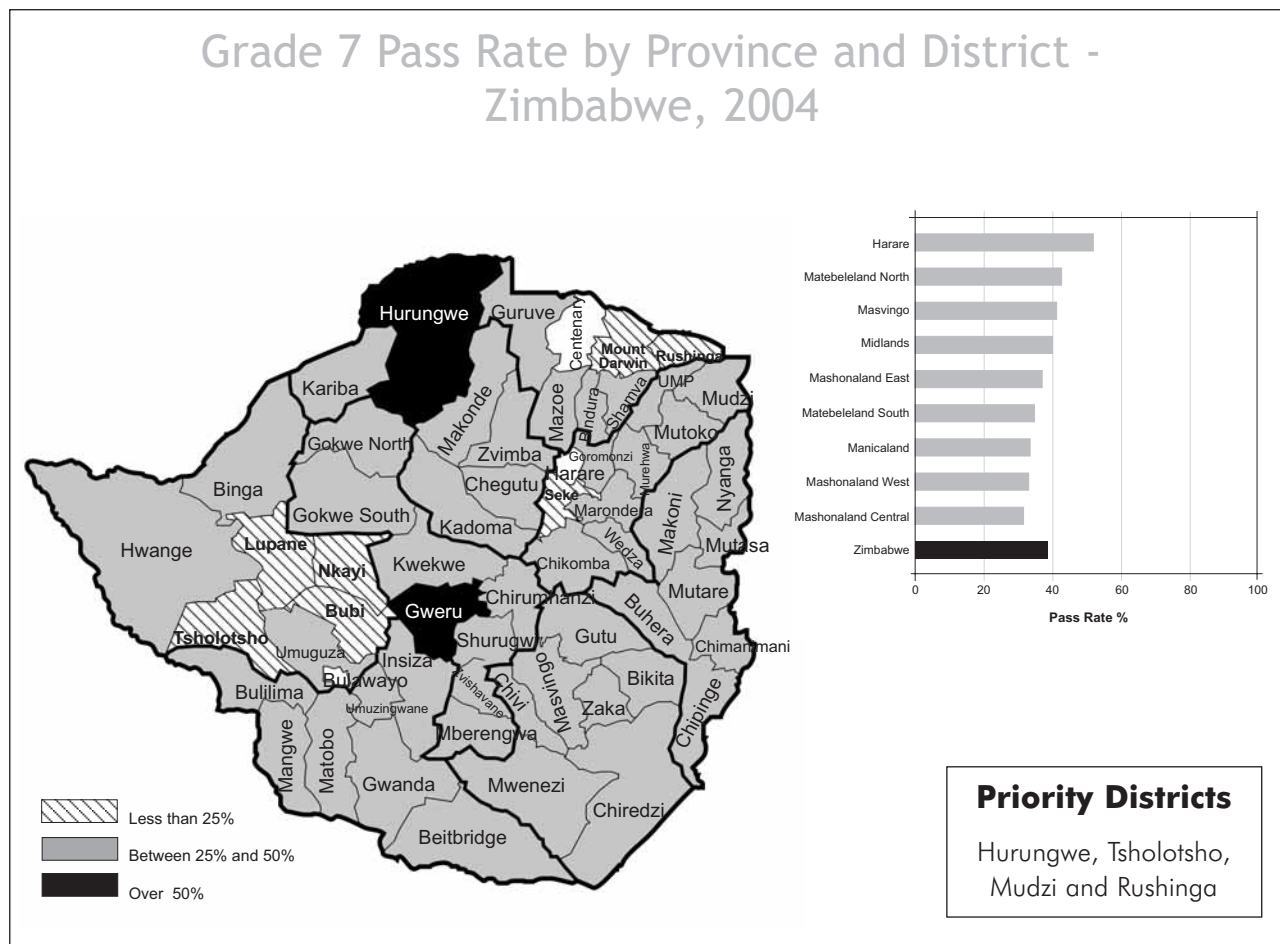 Grade 7 Pass Rate by Province and District -
Zimbabwe, 2004
Hurungwe
Guruve
Centenary
Mount
Darwin
Rushinga
Kariba
Makonde
Mazoe
Bindura
Shamva
UMP
Mudzi
Gokwe North
Zvimba
Mutoko
Goromonzi
Murehwa
Harare
Nyanga
Binga
Chegutu
Seke
Gokwe South
Marondera
Makoni
Kadoma
Hwange
Lupane
Wedza
Mutasa
Nkayi
Kwekwe
Chikomba
Mutare
Bubi
Gweru
Chirumhanzi
Buhera
Tsholotsho
Umuguza
Shurugwi
Gutu
Chimanimani
Insiza
Bulawayo
Bulilima
Zvishavane
Chivi
Masvingo
Bikita
Umuzingwane
Zaka
Chipinge
Mberengwa
Mangwe
Matobo
Gwanda
Mwenezi
Chiredzi
Beitbridge
Less than 25%
Between 25% and 50%
Over 50%
Harare
Matebeleland North
Masvingo
Midlands
Mashonaland East
Matebeleland South
Manicaland
Mashonaland West
Mashonaland Central
Zimbabwe
0 20 40 60 80 100
Pass Rate %
Priority Districts
Hurungwe, Tsholotsho,
Mudzi and Rushinga